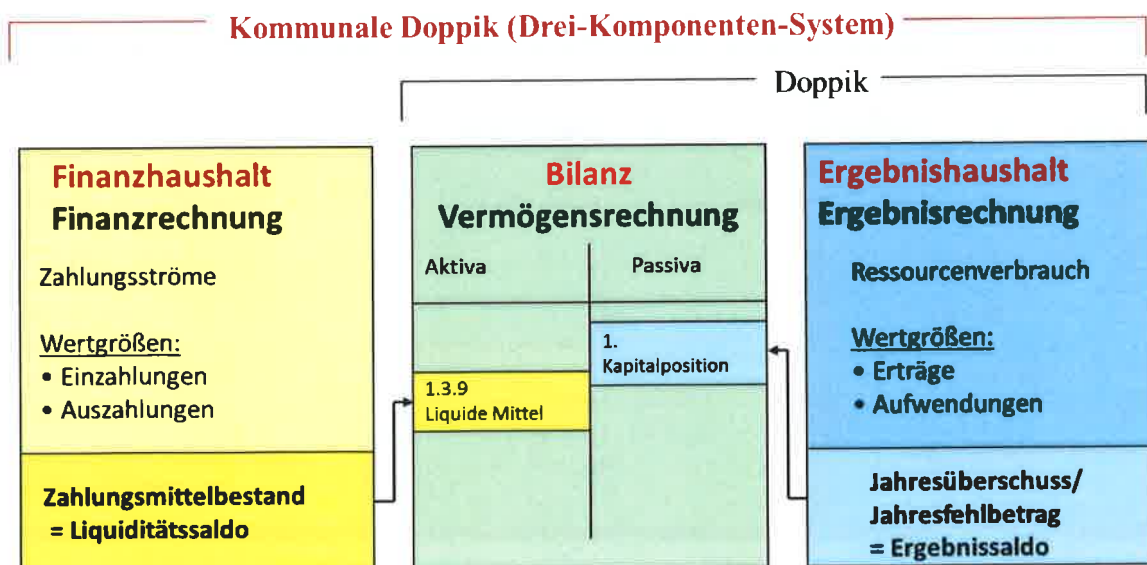 Kommunale Doppik (Drei-Komponenten-System)
Doppik
Finanzhaushalt
Finanzrechnung
Zahlungsströme
Wertgrößen:
• Einzahlungen
• Auszahlungen
Zahlungsmittelbestand
= Liquiditätssaldo
Bilanz
Vermögensrechnung
Aktiva
Passiva
1.
Kapitalposition
1.3.9
Liquide Mittel
Ergebnishaushalt
Ergebnisrechnung
Ressourcenverbrauch
Wertgrößen:
• Erträge
• Aufwendungen
Jahresüberschuss/
Jahresfehlbetrag
= Ergebnissaldo